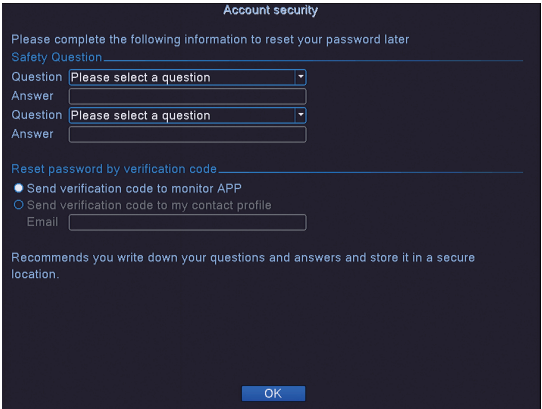 Account security
Please complete the following information to reset your password later
Safety Question
Question Please select a question
Answer
Question Please select a question
Answer
Reset password by verification code
Send verification code to monitor APP
Send verification code to my contact profile
Email
Recommends you write down your questions and answers and store it in a secure
location.
OK